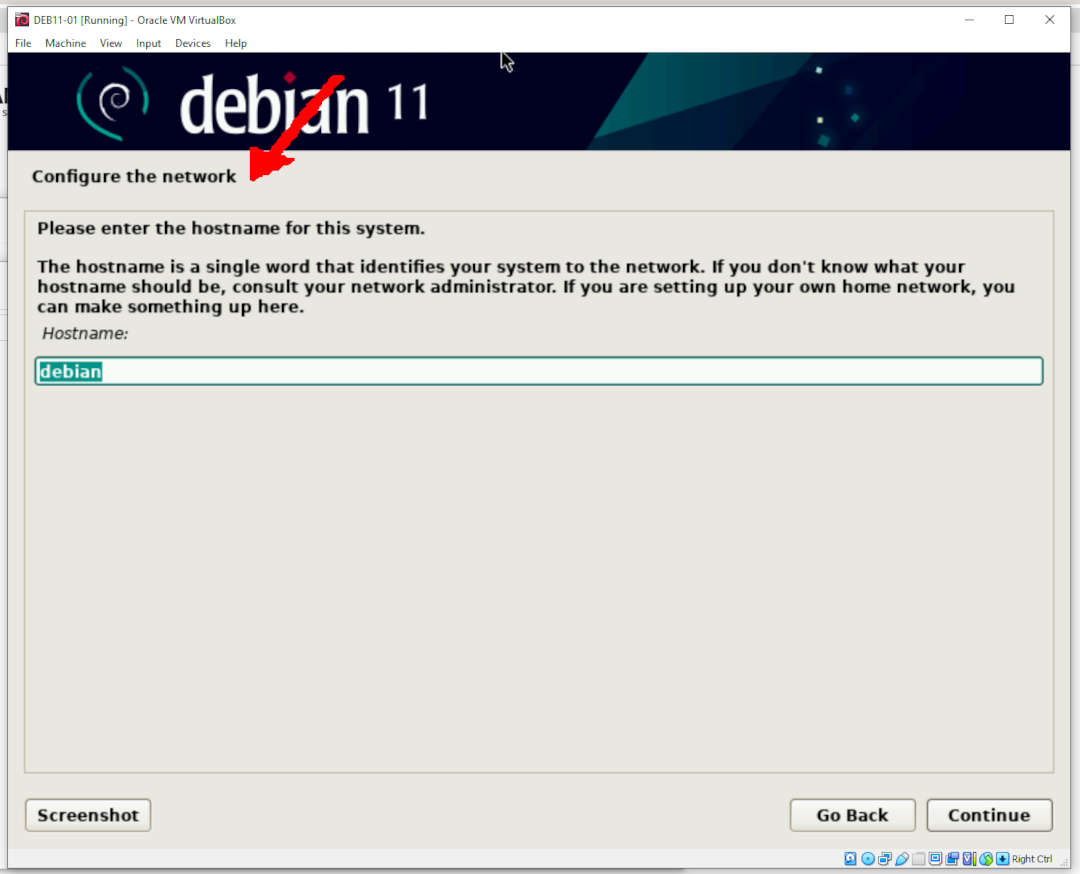 DEB11-01 [Running] - Oracle VM VirtualBox
File Machine View Input Devices Help
debian 11
Configure the network
Please enter the hostname for this system.
The hostname is a single word that identifies your system to the network. If you don't know what your
hostname should be, consult your network administrator. If you are setting up your own home network, you
can make something up here.
Hostname:
debian
Screenshot
Go Back
Continue
Right Ctrl